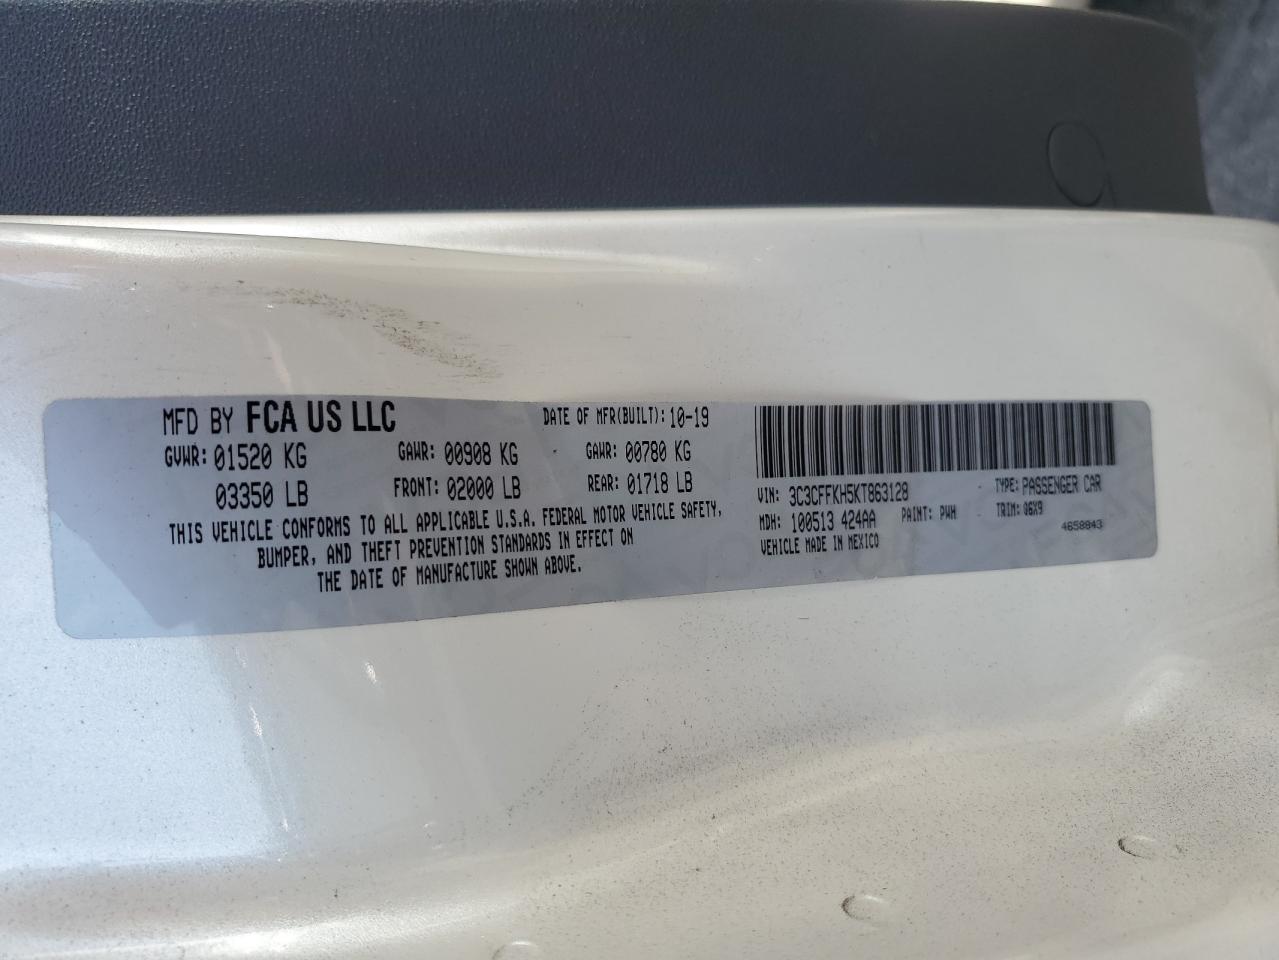 MFD BY FCA US LLC DATE OF MFR(BUILT): 10-19
GVWR: 01520 KG GAWR: 00908 KG GAWR: 00780 KG
03350 LB FRONT: 02000 LB REAR: 01718 LB
THIS VEHICLE CONFORMS TO ALL APPLICABLE U.S.A. FEDERAL MOTOR VEHICLE SAFETY,
BUMPER, AND THEFT PREVENTION STANDARDS IN EFFECT ON
THE DATE OF MANUFACTURE SHOWN ABOVE.
VIN: 3C3CFFKH5KT863128 TYPE: PASSENGER CAR
MDH: 100513 424AA PAINT: PWH TRIM: Q6X9
VEHICLE MADE IN MEXICO 4658843